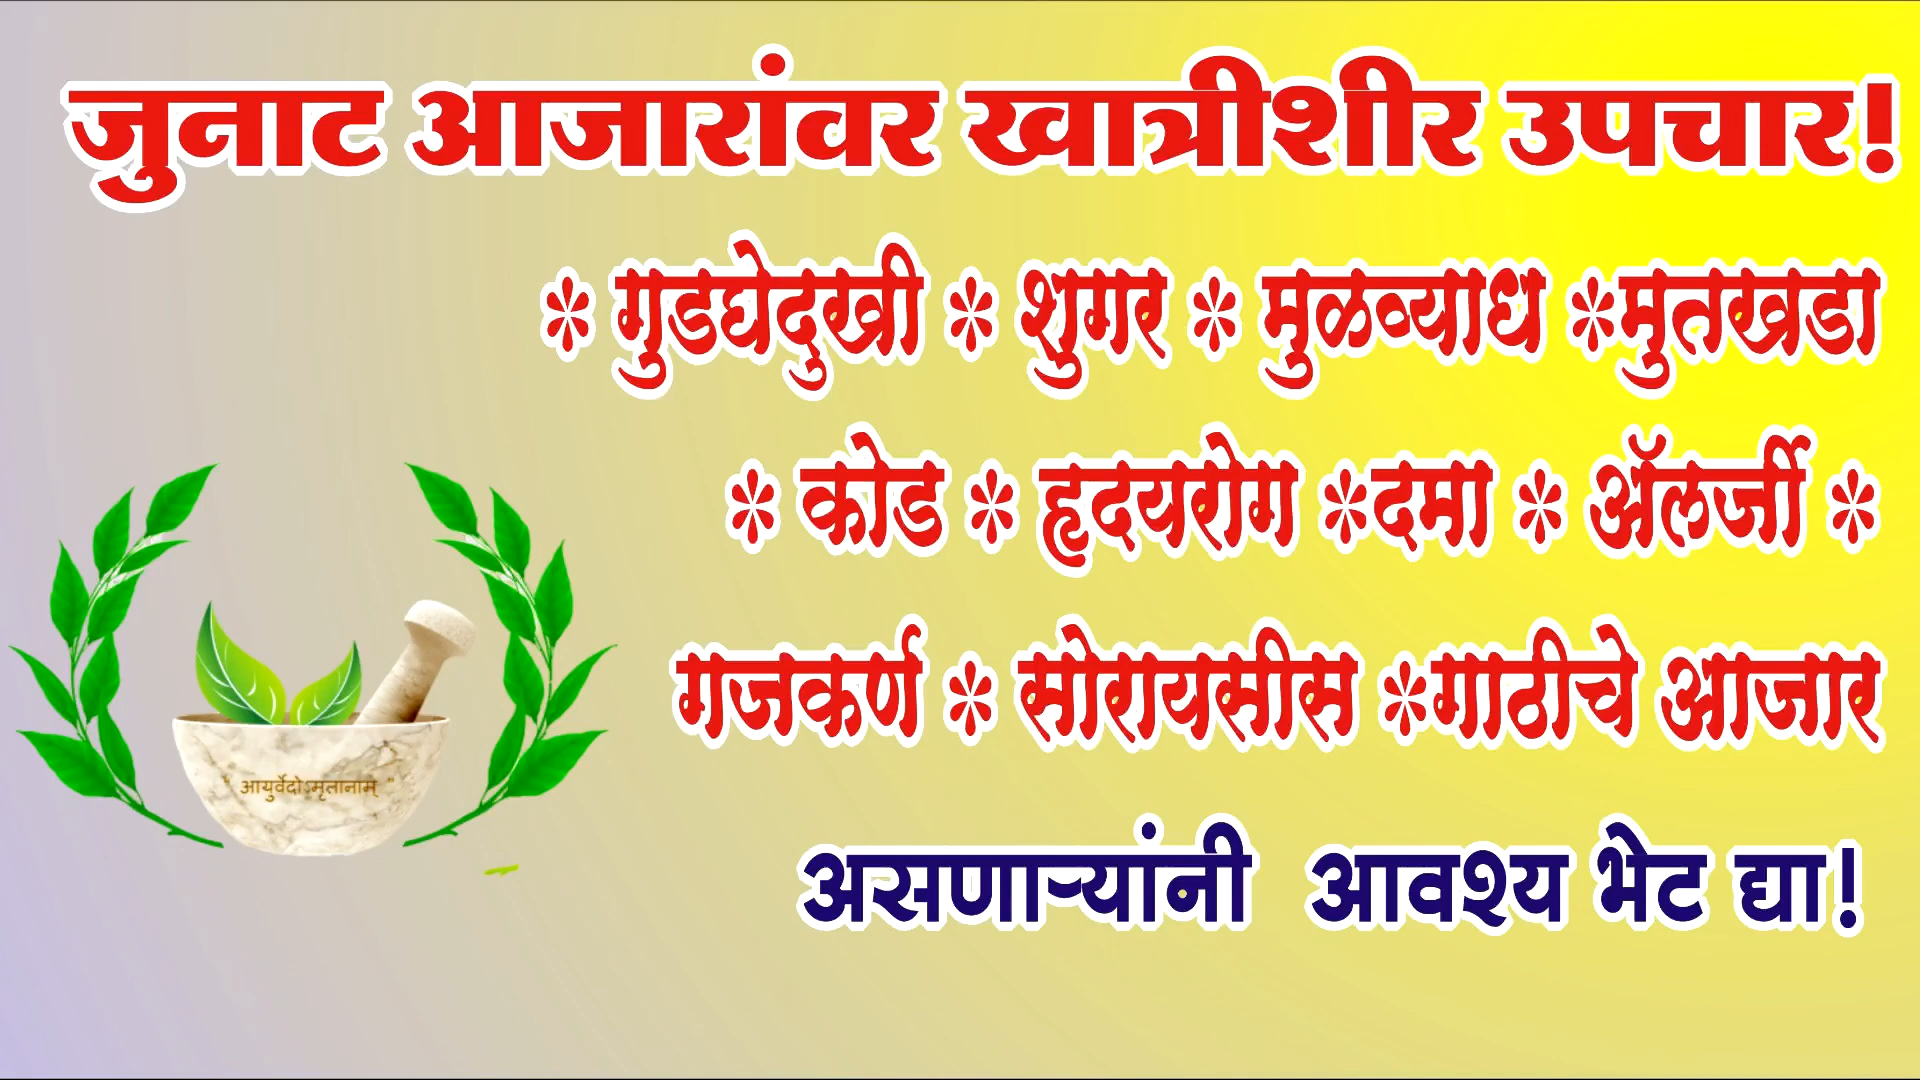 जुनाट आजारांवर खात्रीशीर उपचार!
* गुडघेदुखी * शुगर * मुळव्याध *मुतखडा
* कोड * हृदयरोग *दमा * ॲलर्जी *
गजकर्ण * सोरायसीस *गाठीचे आजार
" आयुर्वेदोऽमृतानाम् "
असणाऱ्यांनी आवश्य भेट द्या!